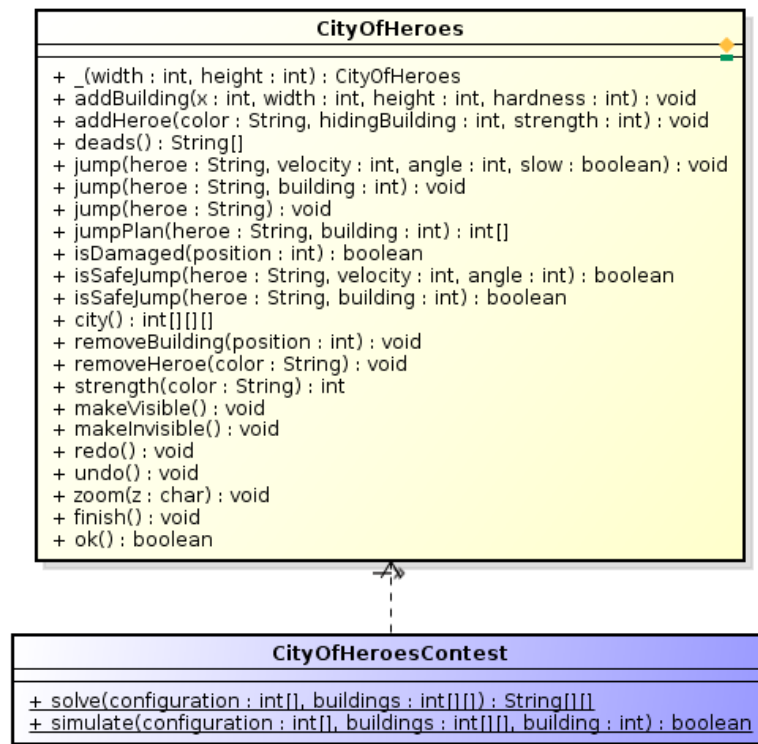 CityOfHeroes
+ _(width : int, height : int) : CityOfHeroes
+ addBuilding(x : int, width : int, height : int, hardness : int) : void
+ addHeroe(color : String, hidingBuilding : int, strength : int) : void
+ deads() : String[]
+ jump(heroe : String, velocity : int, angle : int, slow : boolean) : void
+ jump(heroe : String, building : int) : void
+ jump(heroe : String) : void
+ jumpPlan(heroe : String, building : int) : int[]
+ isDamaged(position : int) : boolean
+ isSafeJump(heroe : String, velocity : int, angle : int) : boolean
+ isSafeJump(heroe : String, building : int) : boolean
+ city() : int[][][]
+ removeBuilding(position : int) : void
+ removeHeroe(color : String) : void
+ strength(color : String) : int
+ makeVisible() : void
+ makeInvisible() : void
+ redo() : void
+ undo() : void
+ zoom(z : char) : void
+ finish() : void
+ ok() : boolean
CityOfHeroesContest
+ solve(configuration : int[], buildings : int[][]) : String[][]
+ simulate(configuration : int[], buildings : int[][], building : int) : boolean